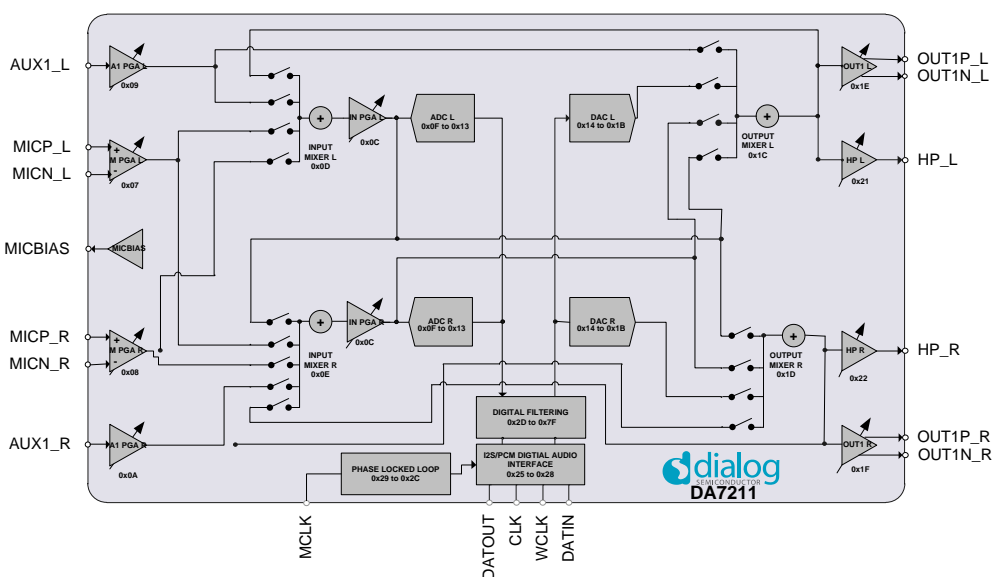 AUX1_L
A1 PGA L
0x09
MICP_L
MICN_L
+
M PGA L
-
0x07
MICBIAS
MICBIAS
MICP_R
MICN_R
+
M PGA R
-
0x08
AUX1_R
A1 PGA R
0x0A
+
INPUT
MIXER L
0x0D
IN PGA L
0x0C
ADC L
0x0F to 0x13
DAC L
0x14 to 0x1B
+
OUTPUT
MIXER L
0x1C
OUT1 L
0x1E
OUT1P_L
OUT1N_L
HP L
0x21
HP_L
+
INPUT
MIXER R
0x0E
IN PGA R
0x0C
ADC R
0x0F to 0x13
DAC R
0x14 to 0x1B
+
OUTPUT
MIXER R
0x1D
HP R
0x22
HP_R
OUT1 R
0x1F
OUT1P_R
OUT1N_R
DIGITAL FILTERING
0x2D to 0x7F
I2S/PCM DIGTIAL AUDIO
INTERFACE
0x25 to 0x28
PHASE LOCKED LOOP
0x29 to 0x2C
dialog
SEMICONDUCTOR
DA7211
MCLK
DATOUT
CLK
WCLK
DATIN